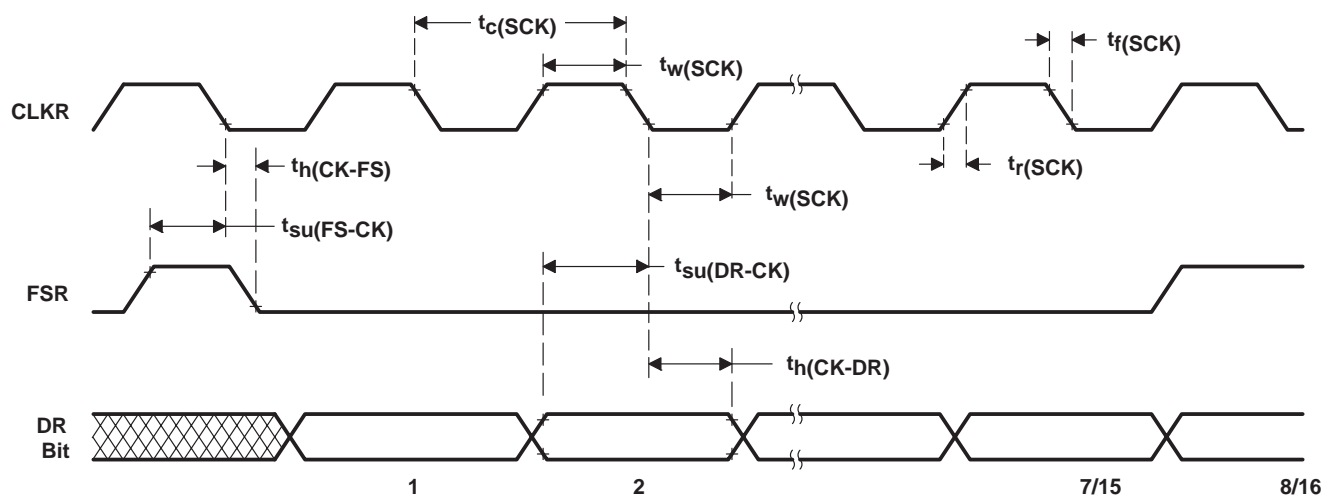 tc(SCK)
tw(SCK)
tf(SCK)
CLKR
th(CK-FS)
tr(SCK)
tw(SCK)
tsu(FS-CK)
tsu(DR-CK)
FSR
th(CK-DR)
DR
Bit
1 2 7/15 8/16